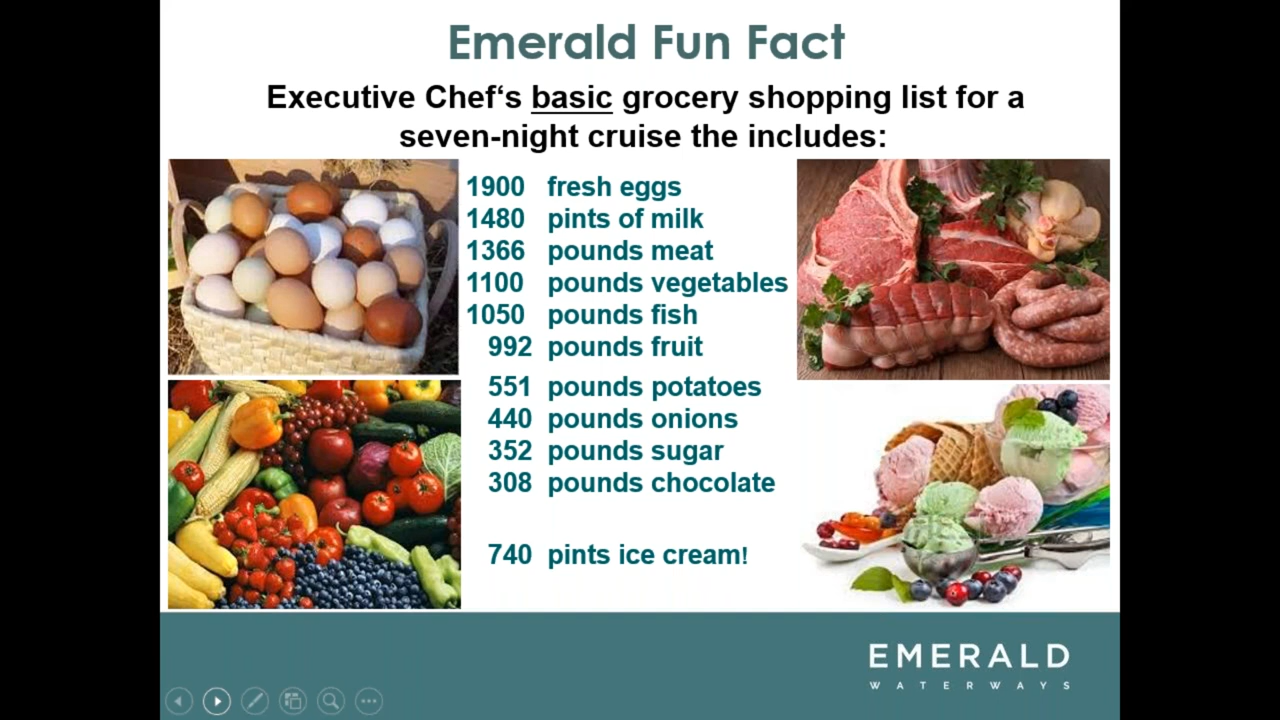 Emerald Fun Fact
Executive Chef‘s basic grocery shopping list for a
seven-night cruise the includes:
1900 fresh eggs
1480 pints of milk
1366 pounds meat
1100 pounds vegetables
1050 pounds fish
992 pounds fruit
551 pounds potatoes
440 pounds onions
352 pounds sugar
308 pounds chocolate
740 pints ice cream!
EMERALD
WATERWAYS